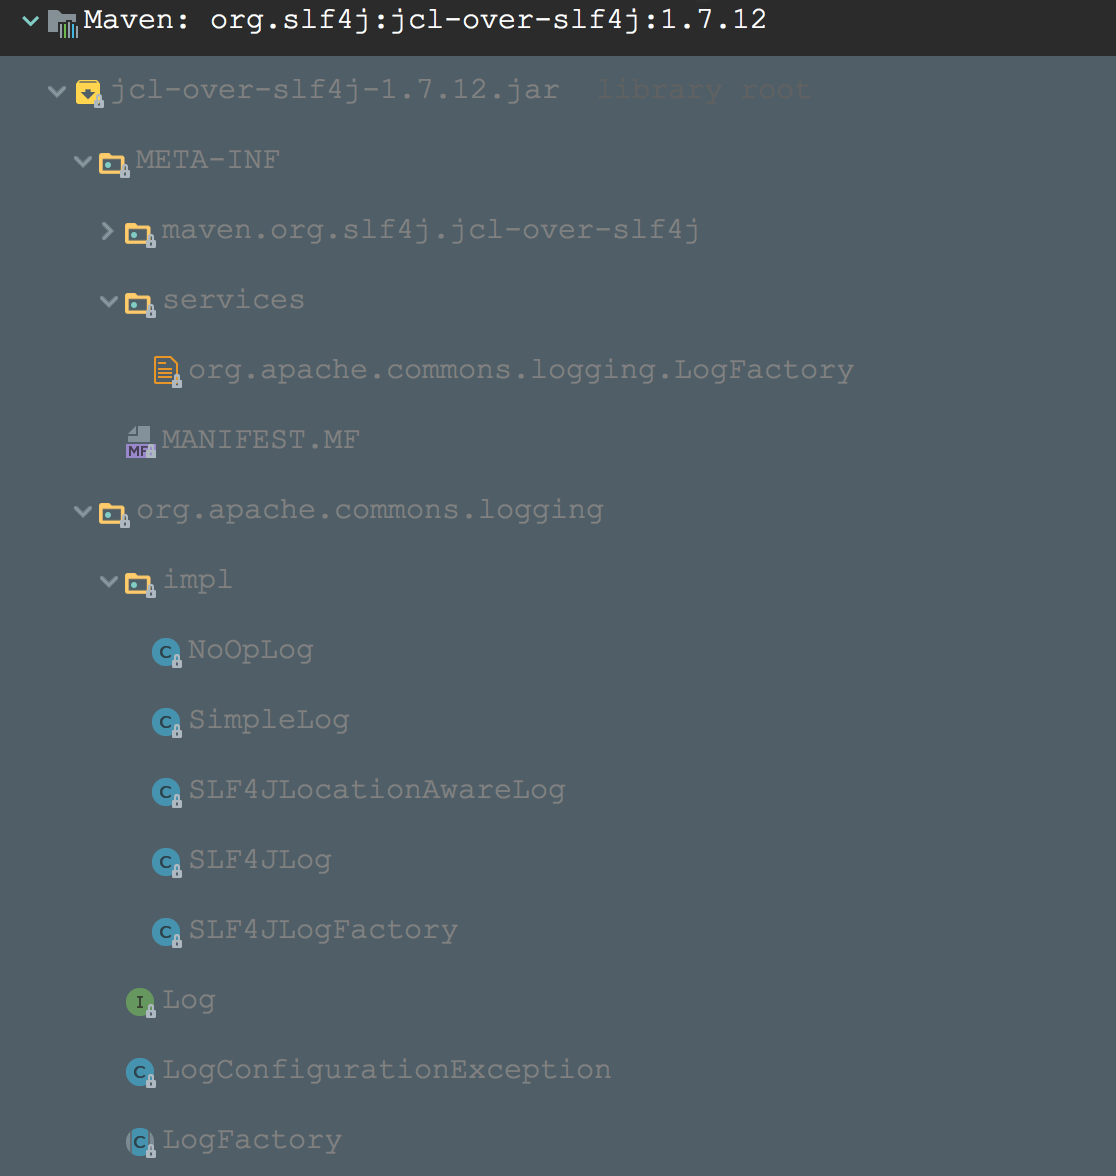 Maven: org.slf4j:jcl-over-slf4j:1.7.12
jcl-over-slf4j-1.7.12.jar library root
META-INF
maven.org.slf4j.jcl-over-slf4j
services
org.apache.commons.logging.LogFactory
MF MANIFEST.MF
org.apache.commons.logging
impl
C NoOpLog
C SimpleLog
C SLF4JLocationAwareLog
C SLF4JLog
C SLF4JLogFactory
I Log
C LogConfigurationException
C LogFactory